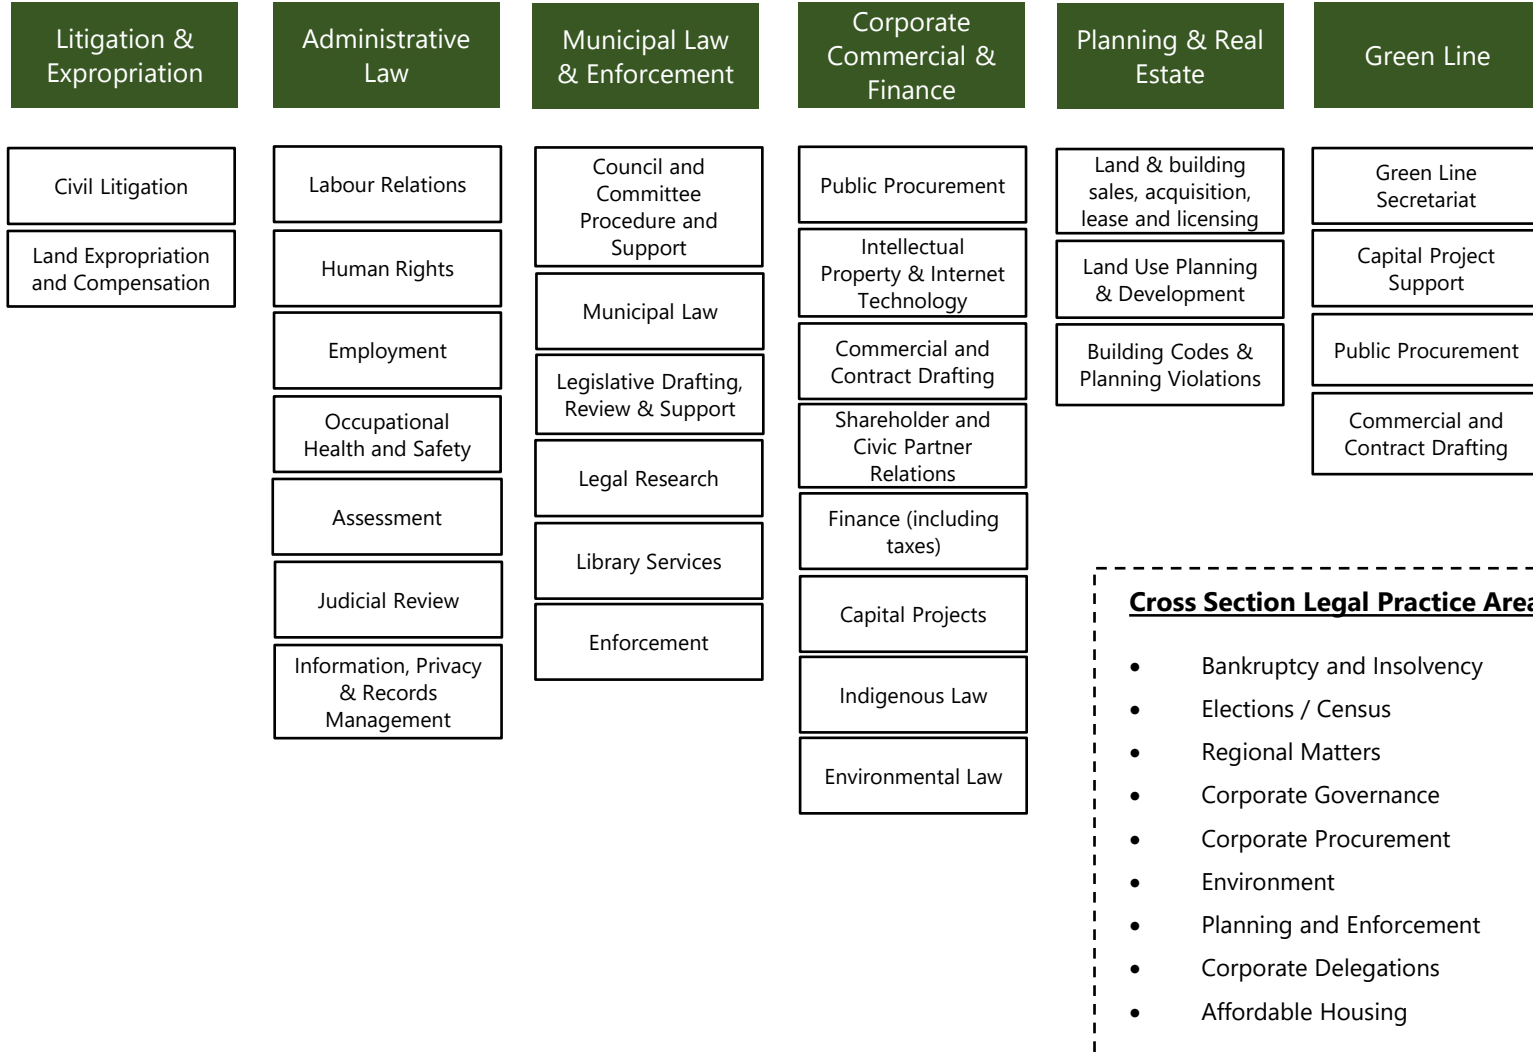 Litigation &
Expropriation
Civil Litigation
Land Expropriation
and Compensation
Administrative
Law
Labour Relations
Human Rights
Employment
Occupational
Health and Safety
Assessment
Judicial Review
Information, Privacy
& Records
Management
Municipal Law
& Enforcement
Council and
Committee
Procedure and
Support
Municipal Law
Legislative Drafting,
Review & Support
Legal Research
Library Services
Enforcement
Corporate
Commercial &
Finance
Public Procurement
Intellectual
Property & Internet
Technology
Commercial and
Contract Drafting
Shareholder and
Civic Partner
Relations
Finance (including
taxes)
Capital Projects
Indigenous Law
Environmental Law
Planning & Real
Estate
Land & building
sales, acquisition,
lease and licensing
Land Use Planning
& Development
Building Codes &
Planning Violations
Green Line
Green Line
Secretariat
Capital Project
Support
Public Procurement
Commercial and
Contract Drafting
Cross Section Legal Practice Area
• Bankruptcy and Insolvency
• Elections / Census
• Regional Matters
• Corporate Governance
• Corporate Procurement
• Environment
• Planning and Enforcement
• Corporate Delegations
• Affordable Housing